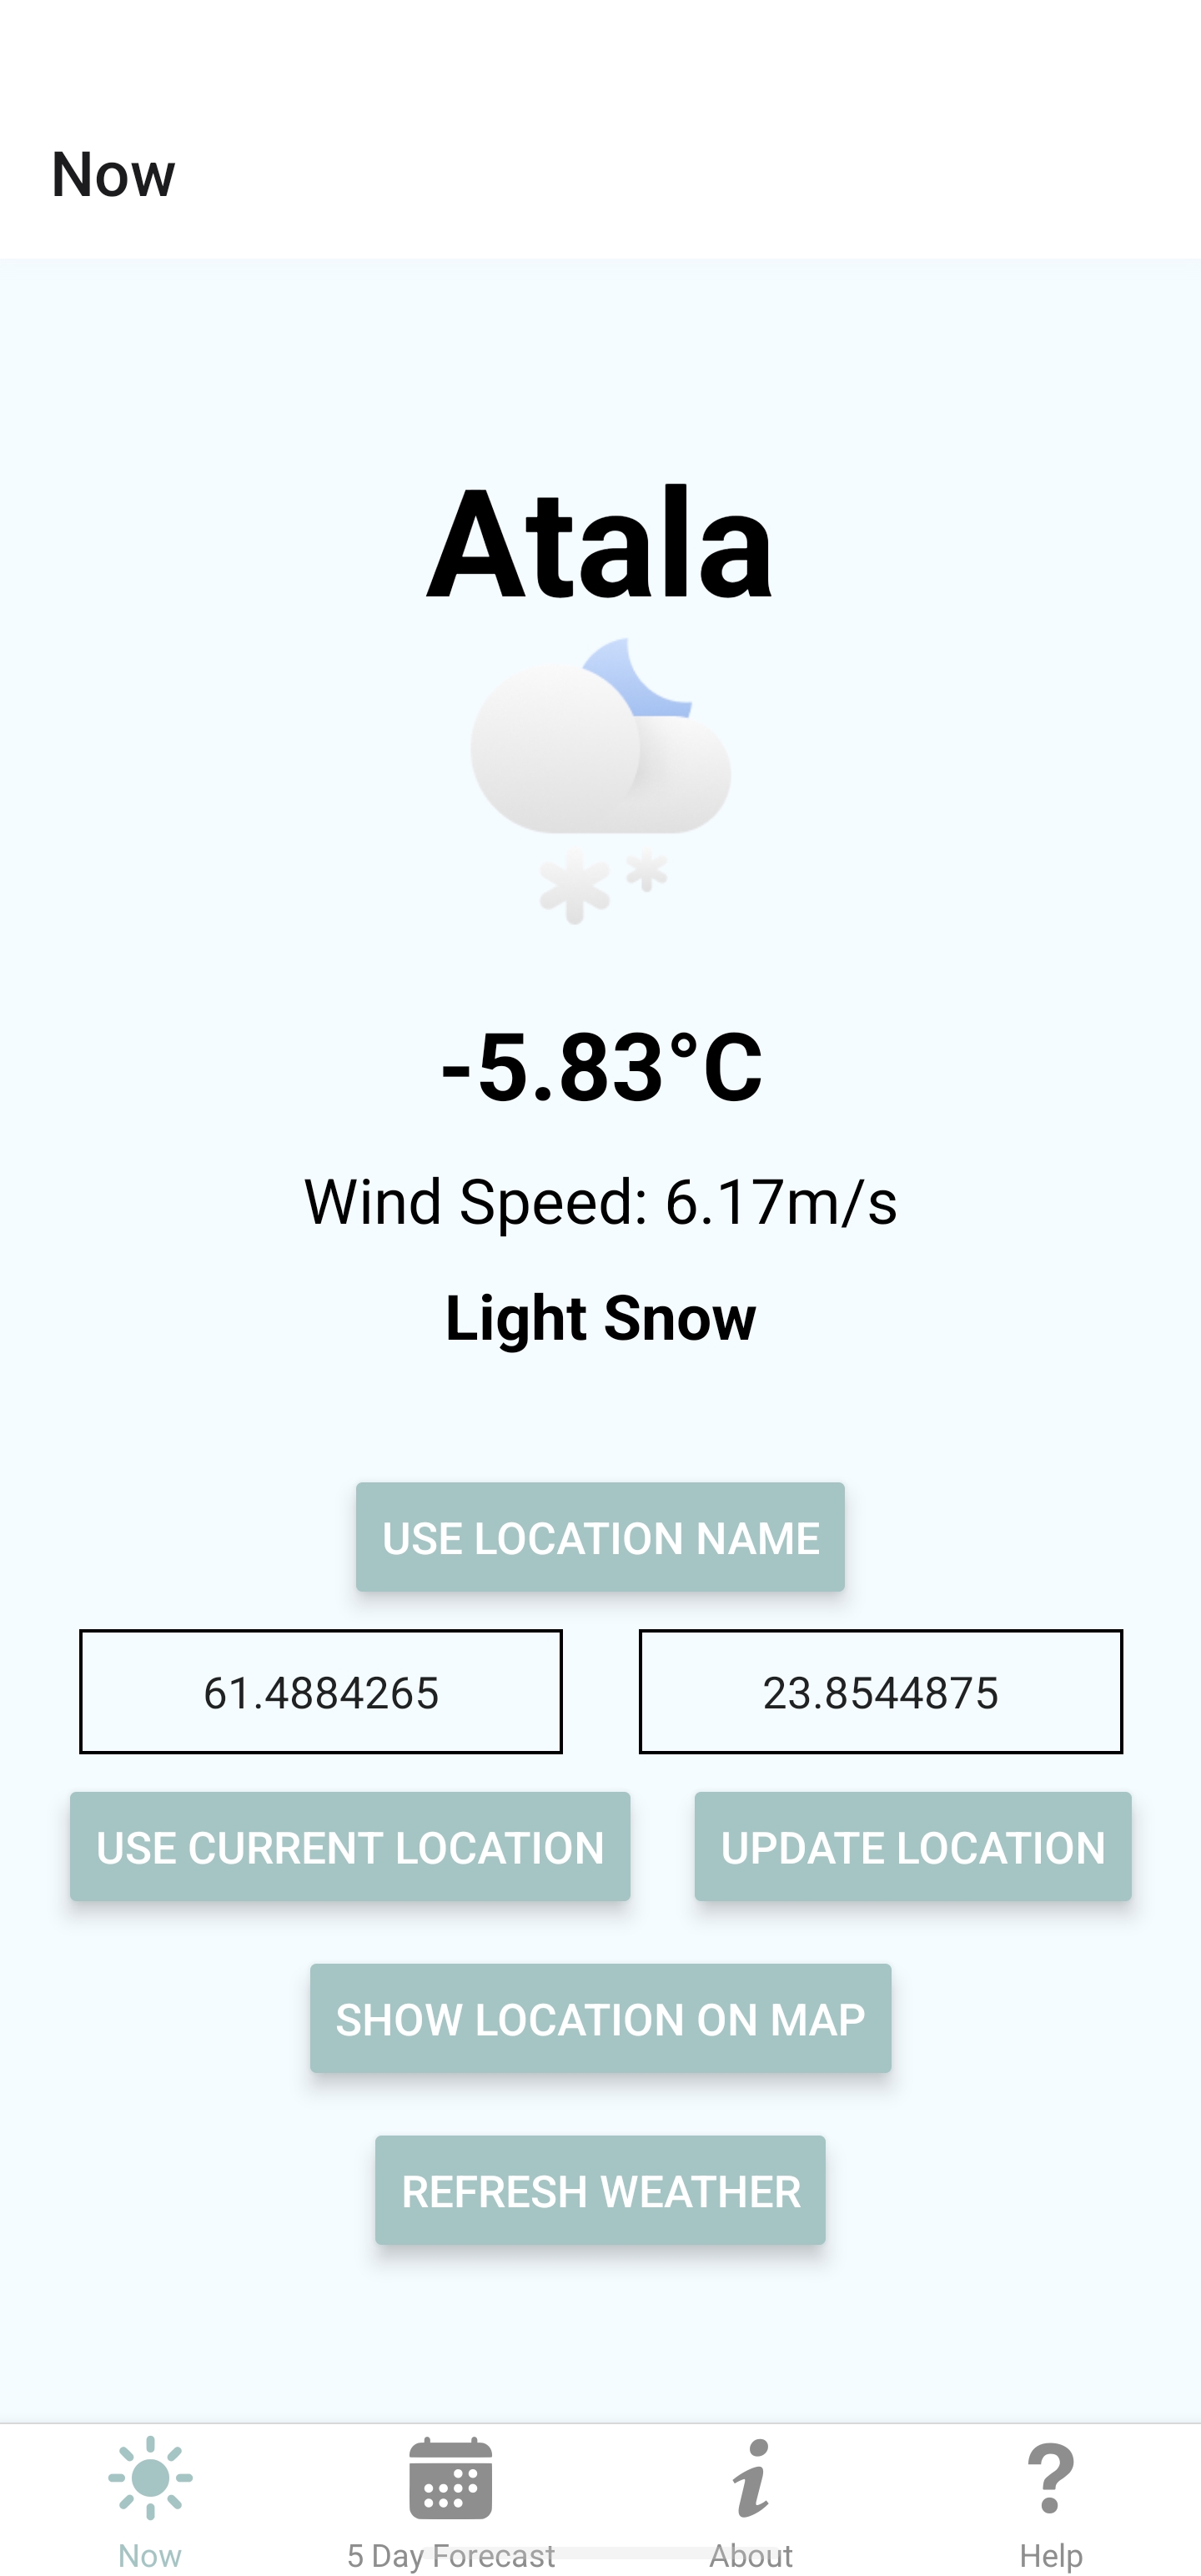 Now
Atala
-5.83°C
Wind Speed: 6.17m/s
Light Snow
USE LOCATION NAME
61.4884265 23.8544875
USE CURRENT LOCATION UPDATE LOCATION
SHOW LOCATION ON MAP
REFRESH WEATHER
Now 5 Day Forecast About Help